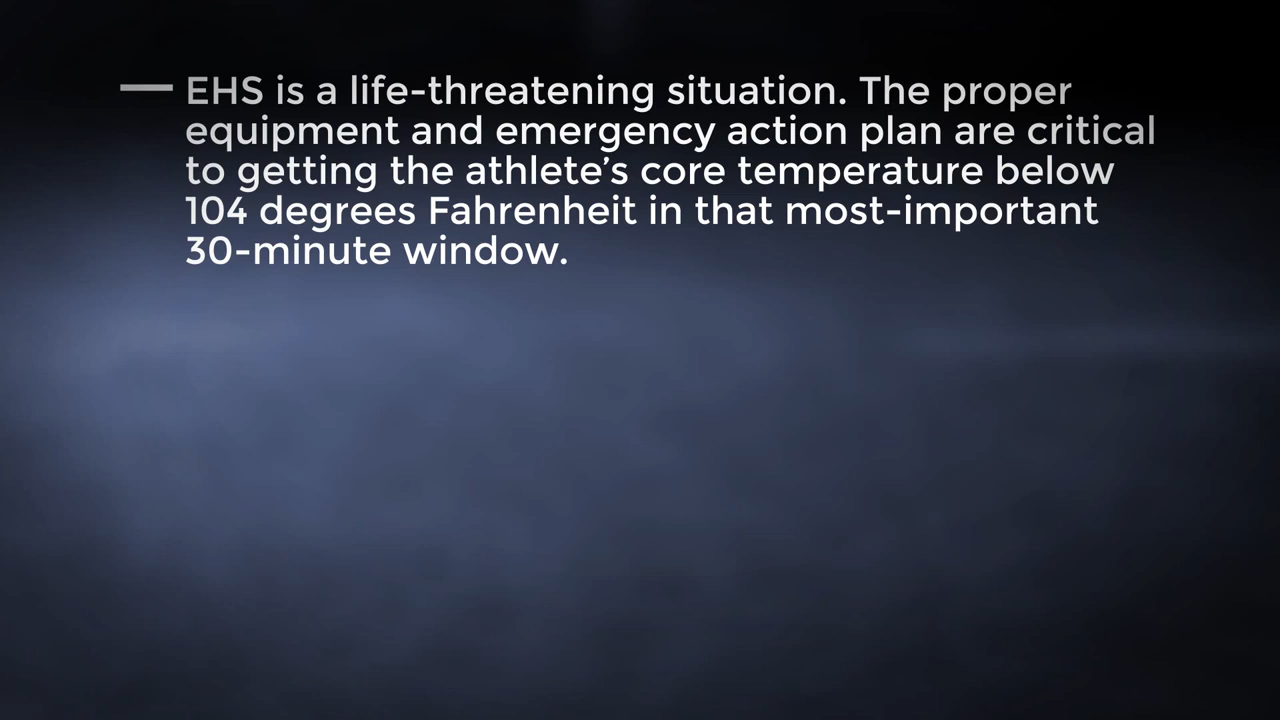 — EHS is a life-threatening situation. The proper
equipment and emergency action plan are critical
to getting the athlete’s core temperature below
104 degrees Fahrenheit in that most-important
30-minute window.